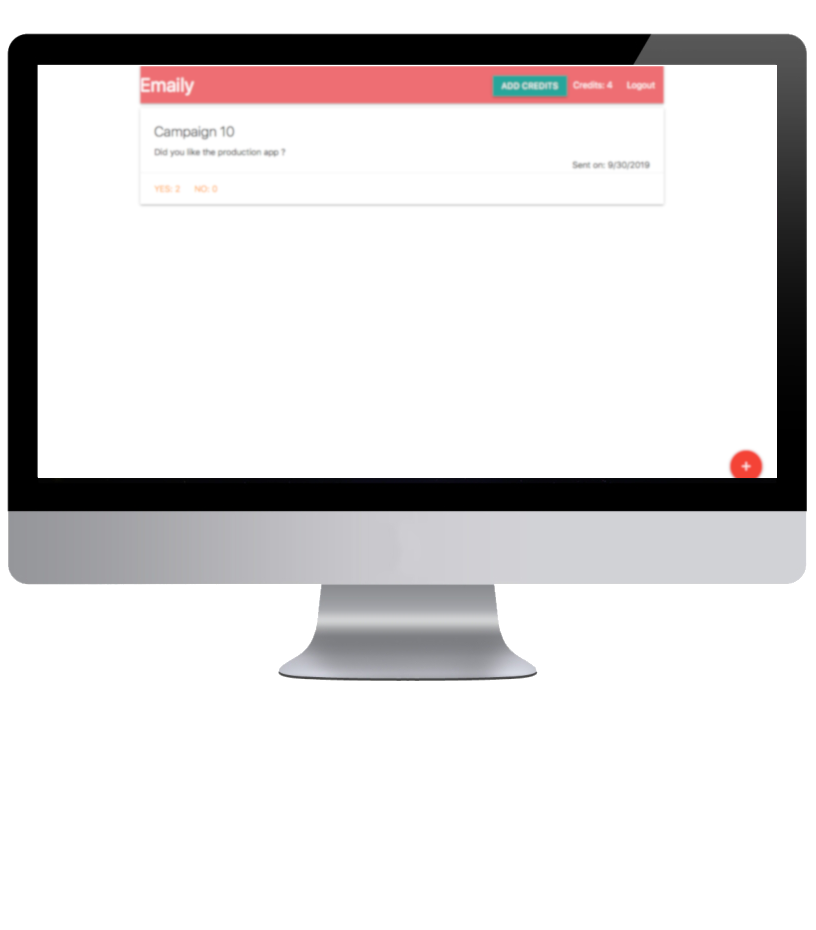 Emaily ADD CREDITS Credits: 4 Logout
Campaign 10
Did you like the production app ?
Sent on: 9/30/2019
YES: 2 NO: 0
+